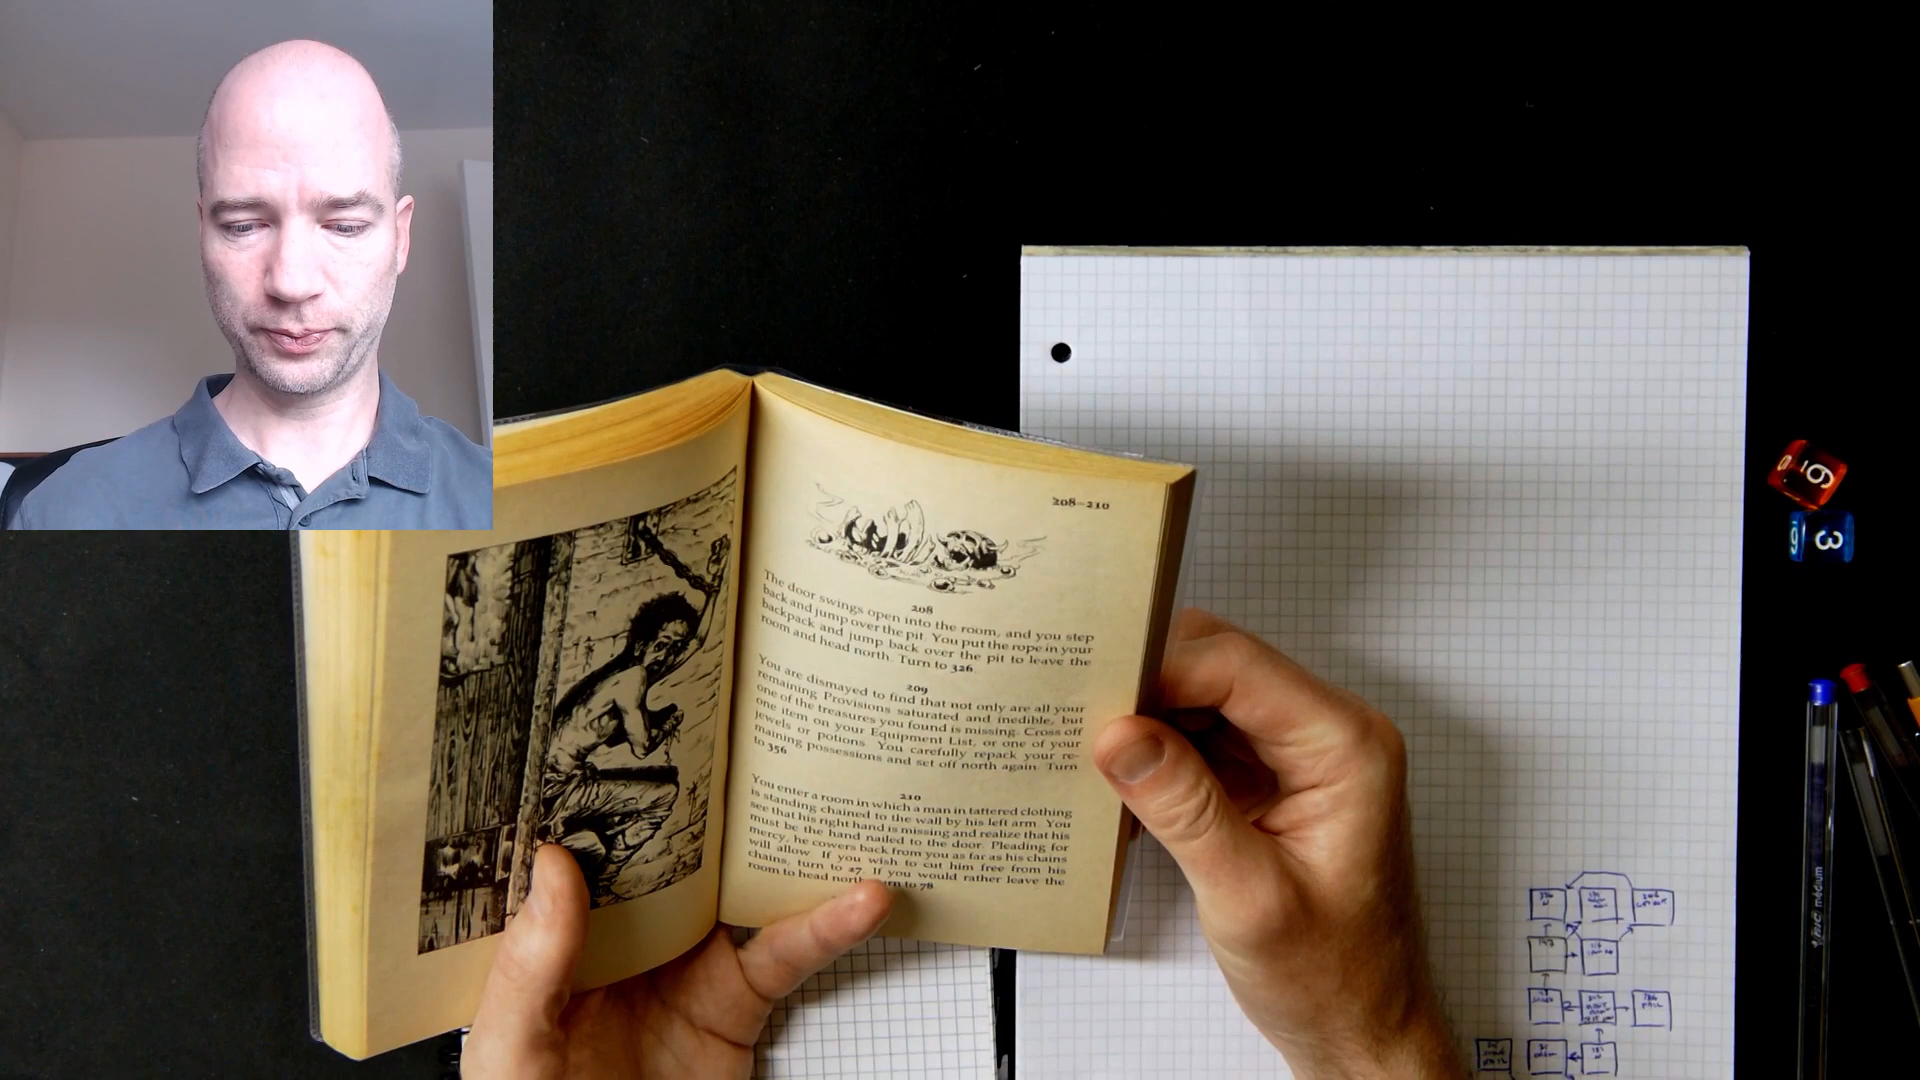 208–210
208
The door swings open into the room, and you step
back and jump over the pit. You put the rope in your
backpack and jump back over the pit to leave the
room and head north. Turn to 326.
209
You are dismayed to find that not only are all your
remaining Provisions saturated and inedible, but
one of the treasures you found is missing. Cross off
one item on your Equipment List, or one of your
jewels or potions. You carefully repack your re-
maining possessions and set off north again. Turn
to 356
210
You enter a room in which a man in tattered clothing
is standing chained to the wall by his left arm. You
see that his right hand is missing and realize that his
must be the hand nailed to the door. Pleading for
mercy, he cowers back from you as far as his chains
will allow. If you wish to cut him free from his
chains, turn to 27. If you would rather leave the
room to head north turn to 78
6
3
medium